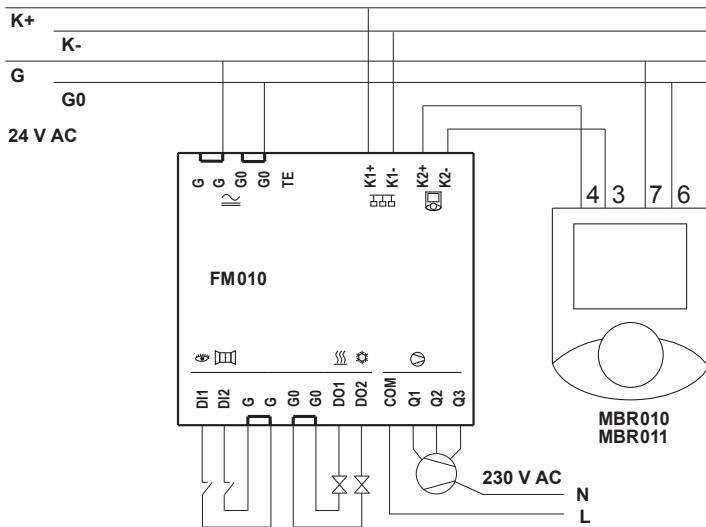 K+
K-
G
G0
24 V AC
G G G0 G0 TE K1+ K1- K2+ K2-
4 3 7 6
FM010
DI1 DI2 G G G0 G0 DO1 DO2 COM Q1 Q2 Q3
MBR010
MBR011
230 V AC
N
L